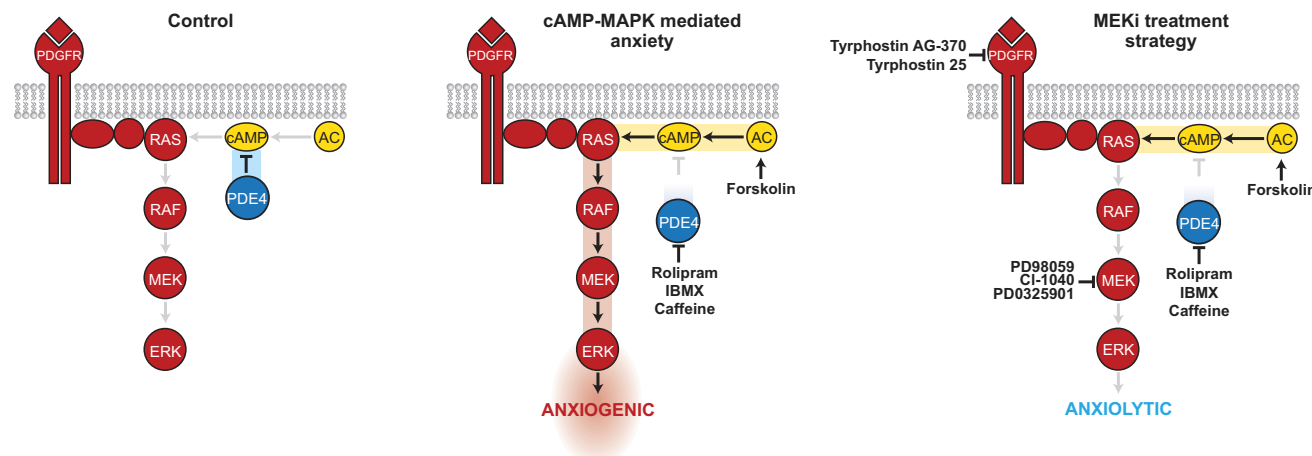 Control
PDGFR
RAS
cAMP
AC
PDE4
RAF
MEK
ERK
cAMP-MAPK mediated
anxiety
PDGFR
RAS
cAMP
AC
Forskolin
RAF
PDE4
MEK
Rolipram
IBMX
Caffeine
ERK
ANXIOGENIC
MEKi treatment
strategy
Tyrphostin AG-370
Tyrphostin 25
PDGFR
RAS
cAMP
AC
Forskolin
RAF
PDE4
PD98059
CI-1040
PD0325901
MEK
Rolipram
IBMX
Caffeine
ERK
ANXIOLYTIC